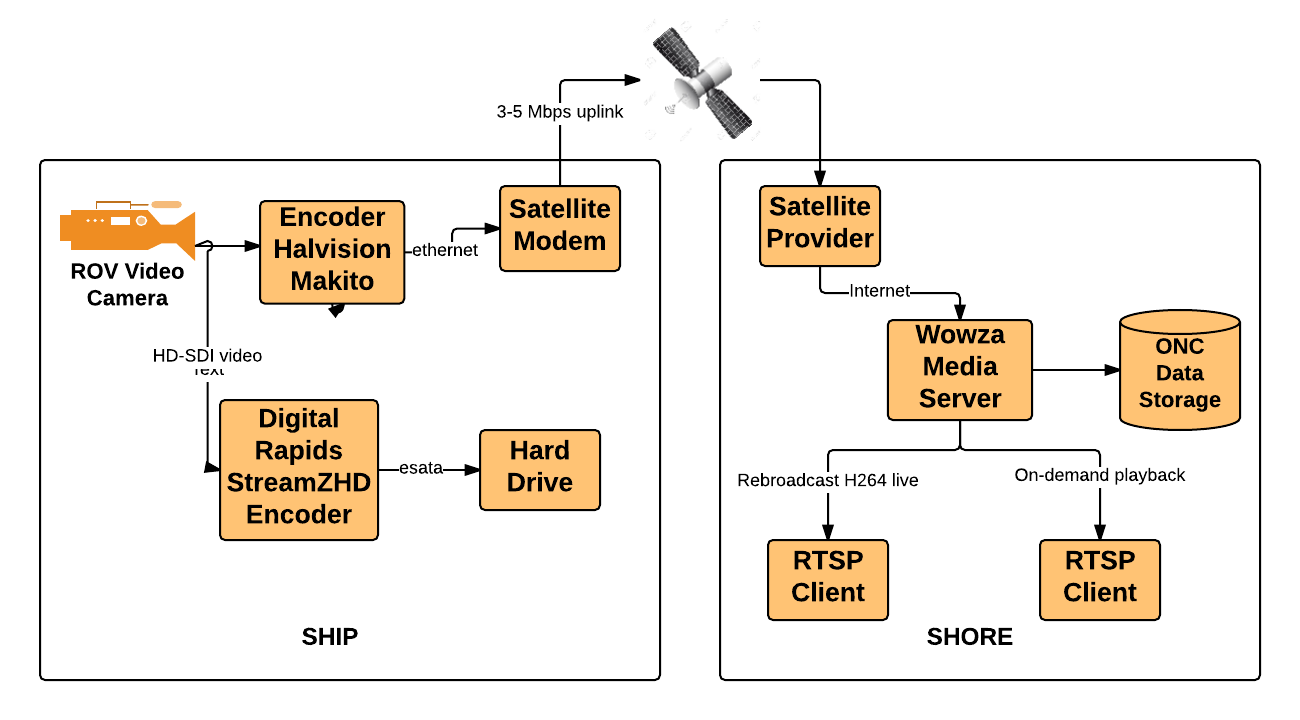 3-5 Mbps uplink
ROV Video
Camera
Encoder
Halvision
Makito
ethernet
Satellite
Modem
HD-SDI video
Text
Digital
Rapids
StreamZHD
Encoder
esata
Hard
Drive
SHIP
Satellite
Provider
Internet
Wowza
Media
Server
ONC
Data
Storage
Rebroadcast H264 live
On-demand playback
RTSP
Client
RTSP
Client
SHORE